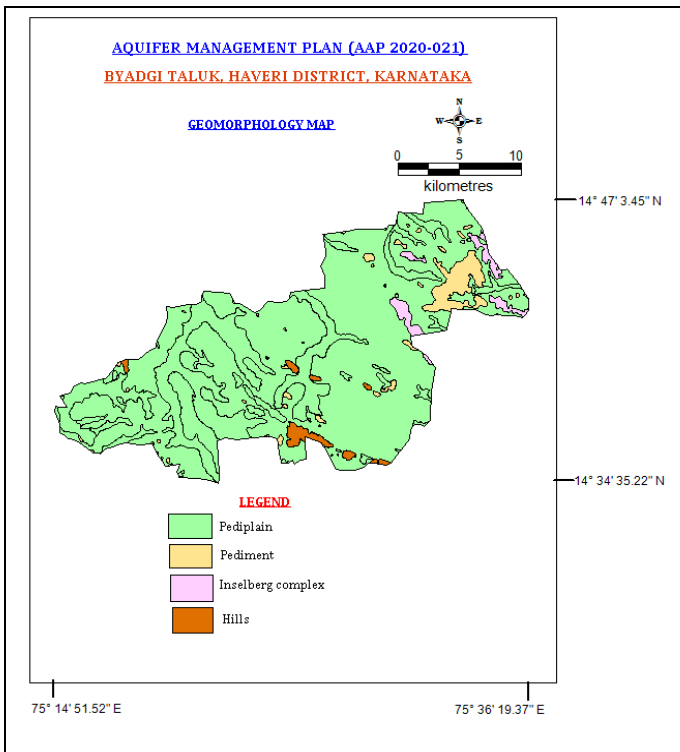 AQUIFER MANAGEMENT PLAN (AAP 2020-021)
BYADGI TALUK, HAVERI DISTRICT, KARNATAKA
GEOMORPHOLOGY MAP
N
W E
S
0 5 10
kilometres
14° 47' 3.45" N
14° 34' 35.22" N
LEGEND
Pediplain
Pediment
Inselberg complex
Hills
75° 14' 51.52" E
75° 36' 19.37" E